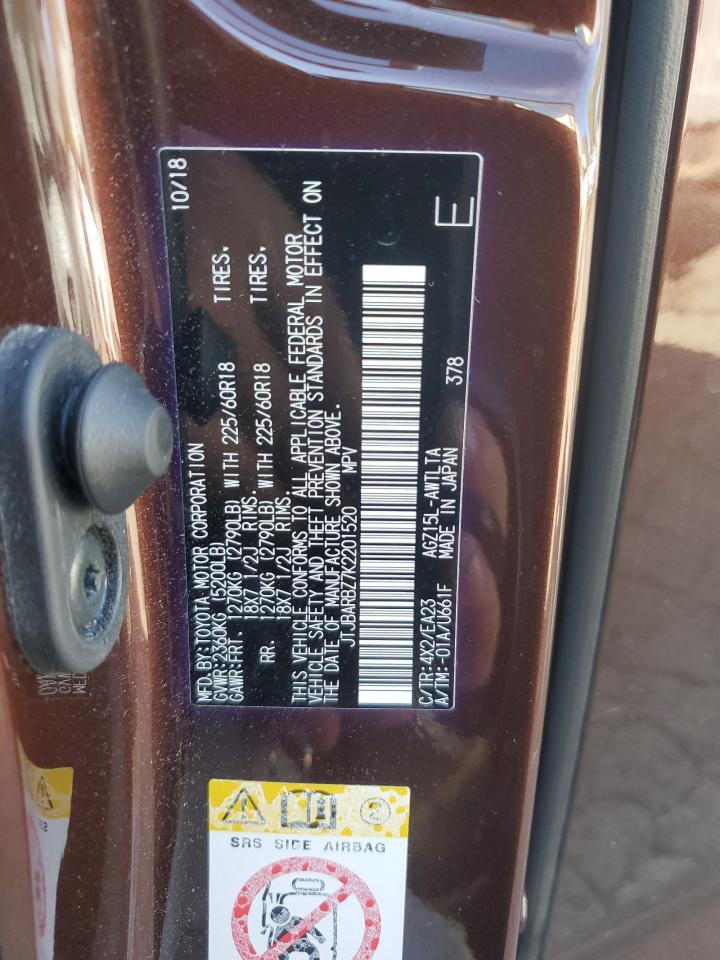 MFD.BY:TOYOTA MOTOR CORPORATION 10/18
GVWR:2360KG (5200LB)
GAWR:FRT. 1270KG (2790LB) WITH 225/60R18 TIRES,
18X7 1/2J RIMS.
RR. 1270KG (2790LB) WITH 225/60R18 TIRES,
18X7 1/2J RIMS.
THIS VEHICLE CONFORMS TO ALL APPLICABLE FEDERAL MOTOR
VEHICLE SAFETY AND THEFT PREVENTION STANDARDS IN EFFECT ON
THE DATE OF MANUFACTURE SHOWN ABOVE.
JTJBARBZ7K2201520 MPV
C/TR:4X2/EA23 AGZ15L-AWTLTA
A/TM:-01A/U661F MADE IN JAPAN 378
E
SRS SIDE AIRBAG